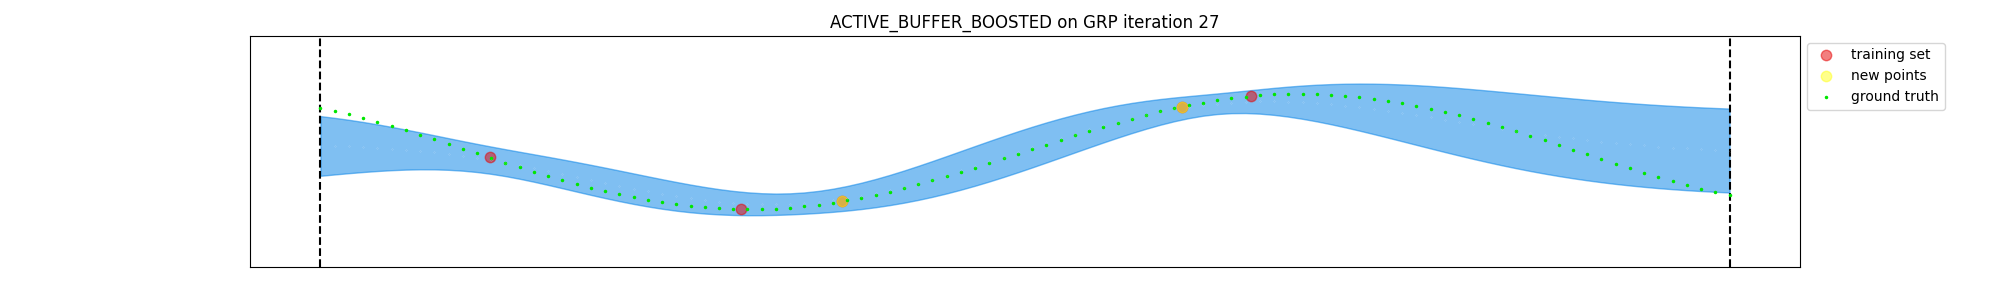 ACTIVE_BUFFER_BOOSTED on GRP iteration 27
training set
new points
ground truth